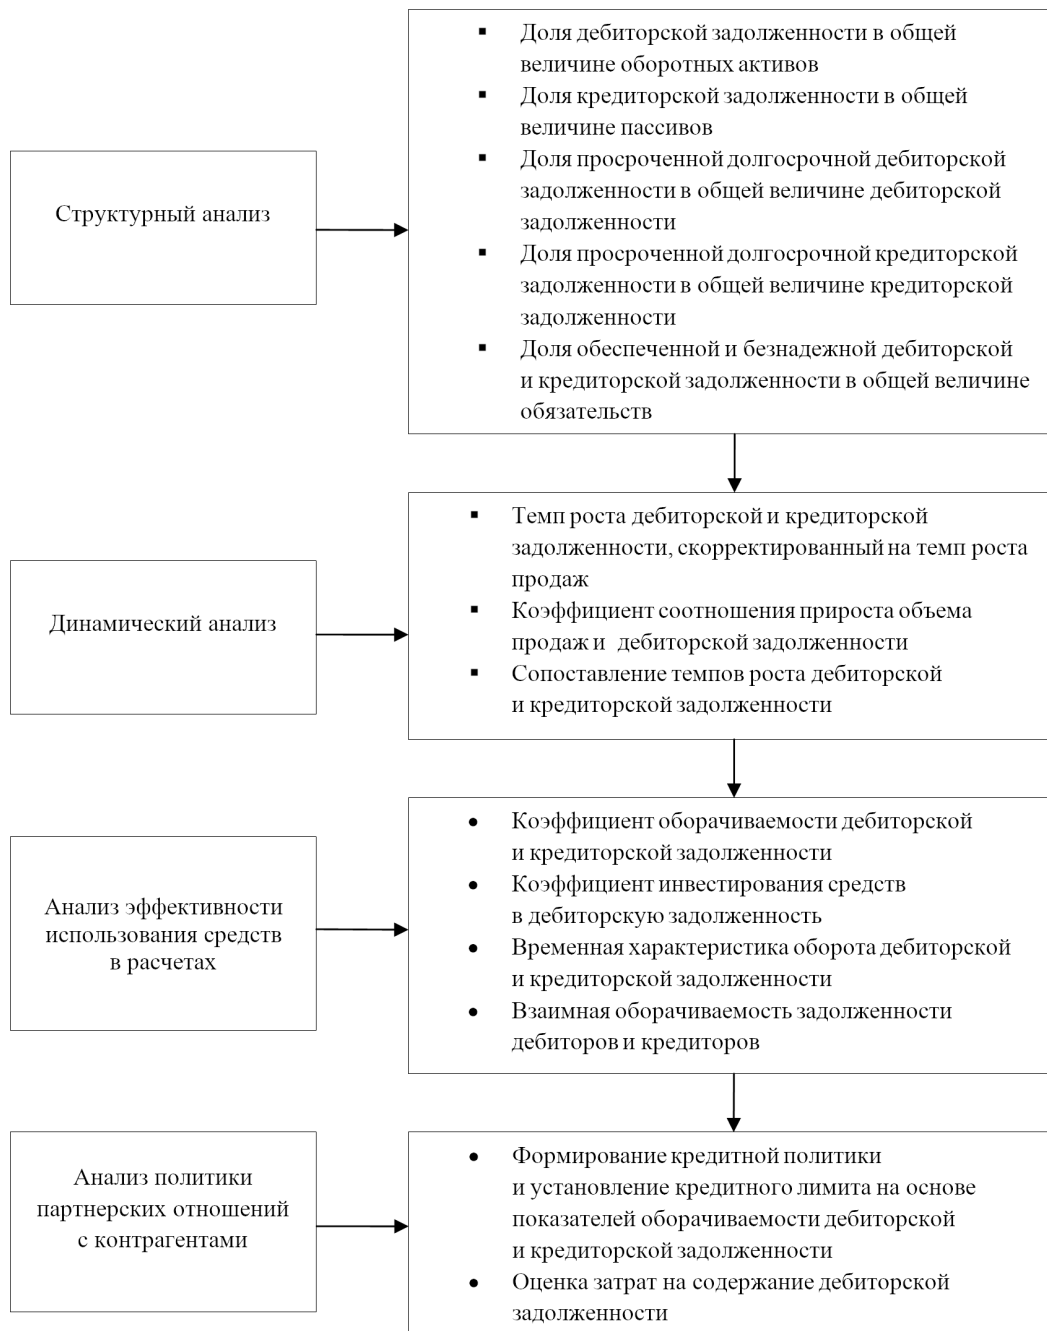 Структурный анализ
▪ Доля дебиторской задолженности в общей
величине оборотных активов
▪ Доля кредиторской задолженности в общей
величине пассивов
▪ Доля просроченной долгосрочной дебиторской
задолженности в общей величине дебиторской
задолженности
▪ Доля просроченной долгосрочной кредиторской
задолженности в общей величине кредиторской
задолженности
▪ Доля обеспеченной и безнадежной дебиторской
и кредиторской задолженности в общей величине
обязательств
Динамический анализ
▪ Темп роста дебиторской и кредиторской
задолженности, скорректированный на темп роста
продаж
▪ Коэффициент соотношения прироста объема
продаж и дебиторской задолженности
▪ Сопоставление темпов роста дебиторской
и кредиторской задолженности
Анализ эффективности
использования средств
в расчетах
● Коэффициент оборачиваемости дебиторской
и кредиторской задолженности
● Коэффициент инвестирования средств
в дебиторскую задолженность
● Временная характеристика оборота дебиторской
и кредиторской задолженности
● Взаимная оборачиваемость задолженности
дебиторов и кредиторов
Анализ политики
партнерских отношений
с контрагентами
● Формирование кредитной политики
и установление кредитного лимита на основе
показателей оборачиваемости дебиторской
и кредиторской задолженности
● Оценка затрат на содержание дебиторской
задолженности